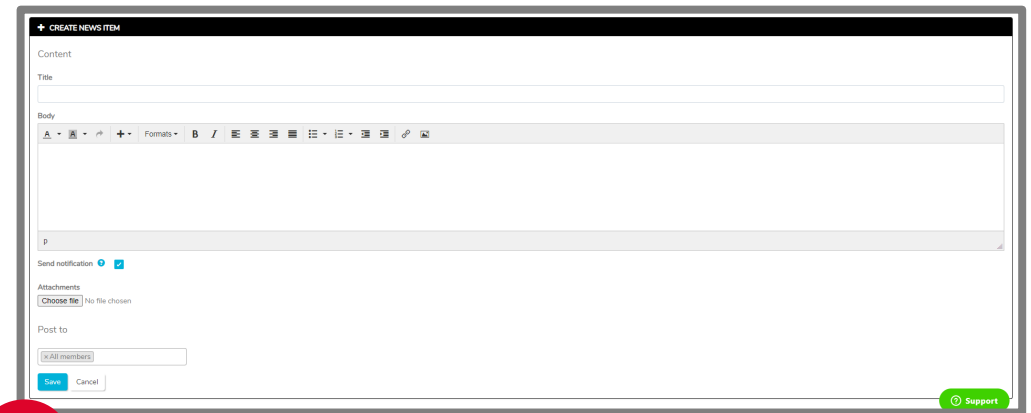 + CREATE NEWS ITEM
Content
Title
Body
A A + Formats B I
p
Send notification ?
Attachments
Choose file No file chosen
Post to
× All members
Save Cancel
? Support